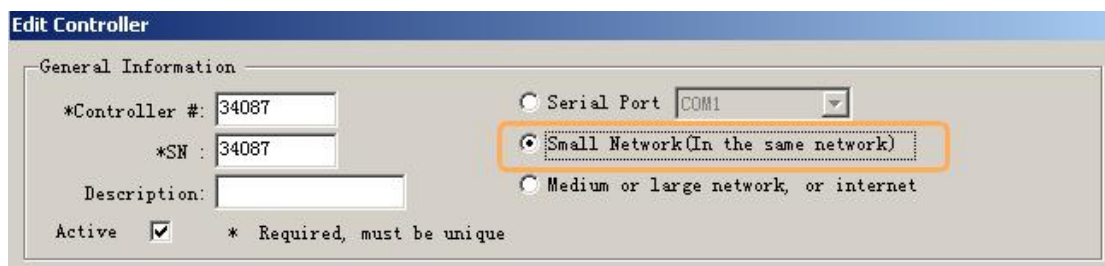 Edit Controller
General Information
*Controller #: 34087
Serial Port COM1
*SN : 34087
Small Network(In the same network)
Description:
Medium or large network, or internet
Active * Required, must be unique